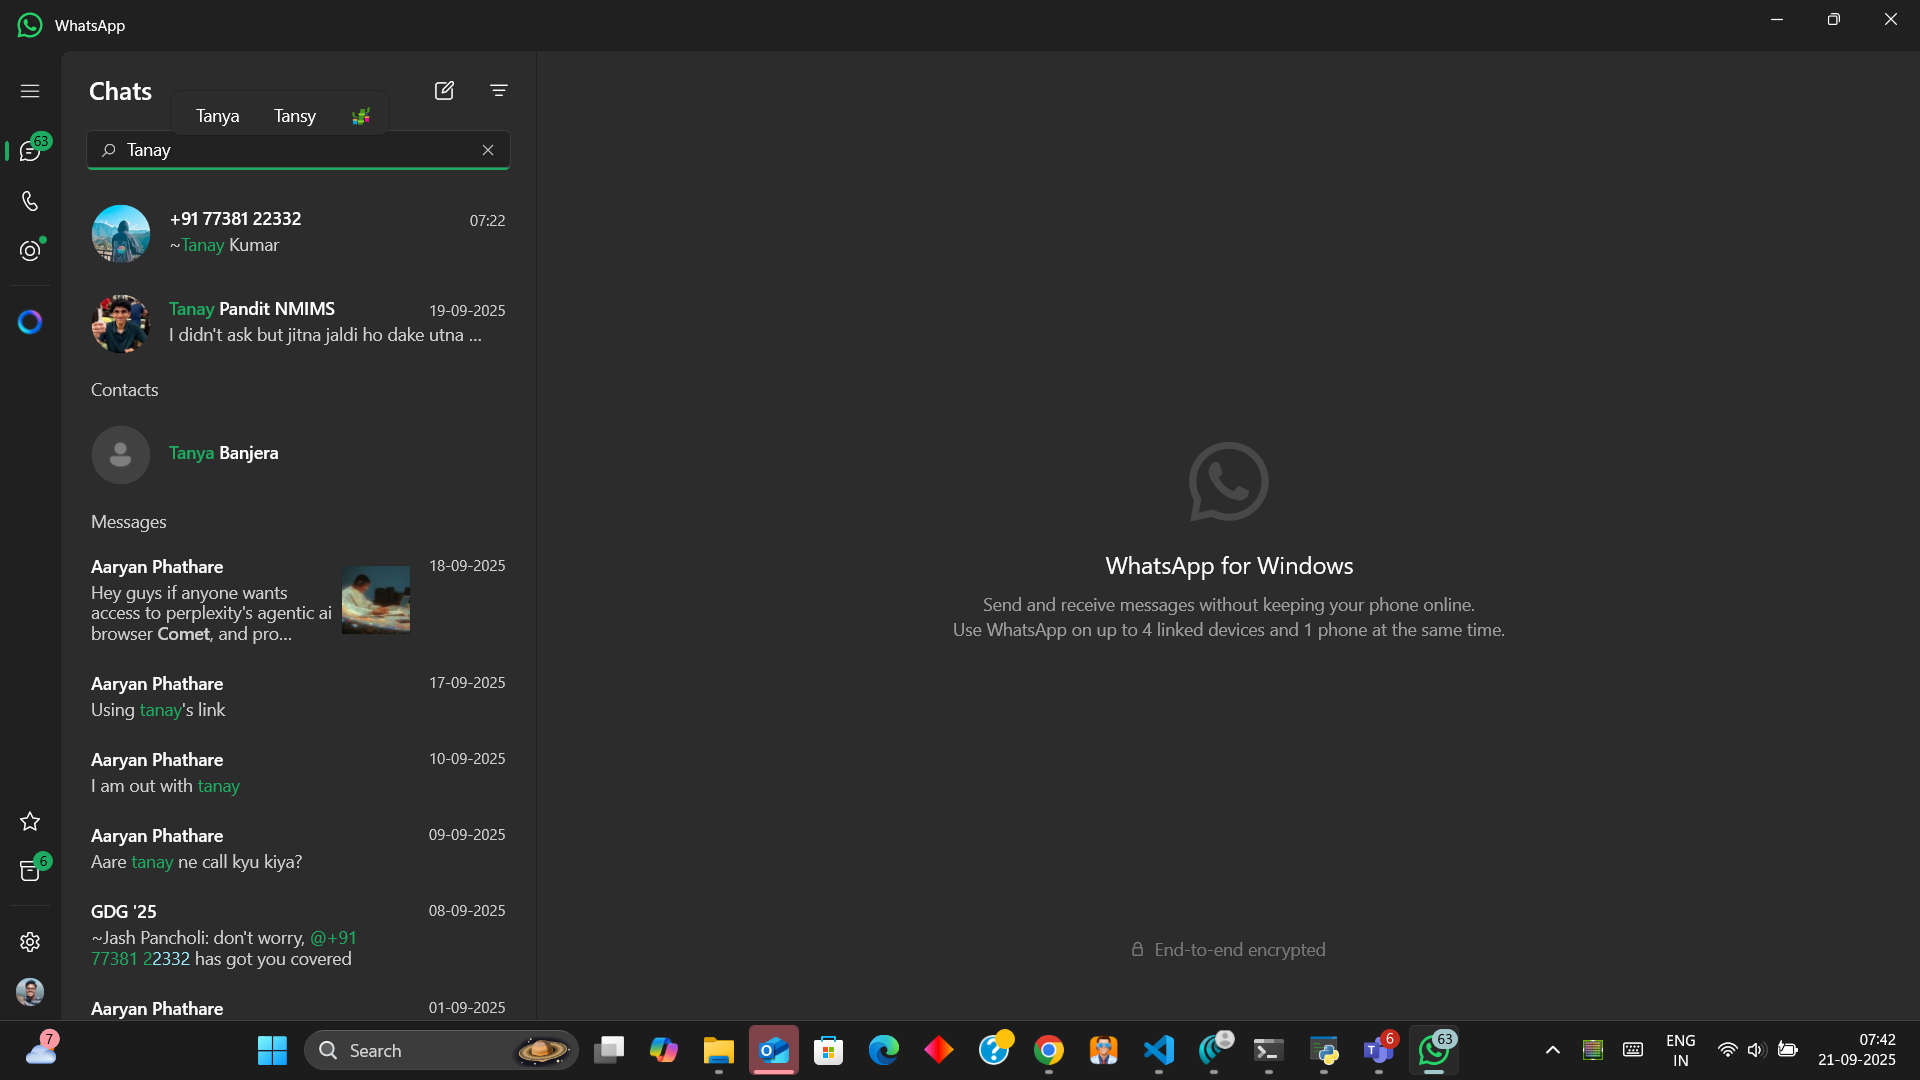 WhatsApp
Chats
Tanya Tansy
63
Tanay
+91 77381 22332 07:22
~Tanay Kumar
Tanay Pandit NMIMS 19-09-2025
I didn't ask but jitna jaldi ho dake utna ...
Contacts
Tanya Banjera
Messages
Aaryan Phathare 18-09-2025
Hey guys if anyone wants
access to perplexity's agentic ai
browser Comet, and pro...
Aaryan Phathare 17-09-2025
Using tanay's link
Aaryan Phathare 10-09-2025
I am out with tanay
Aaryan Phathare 09-09-2025
Aare tanay ne call kyu kiya?
6
GDG '25 08-09-2025
~Jash Pancholi: don't worry, @+91
77381 22332 has got you covered
Aaryan Phathare 01-09-2025
WhatsApp for Windows
Send and receive messages without keeping your phone online.
Use WhatsApp on up to 4 linked devices and 1 phone at the same time.
End-to-end encrypted
7
Search
6
63
ENG
IN
07:42
21-09-2025